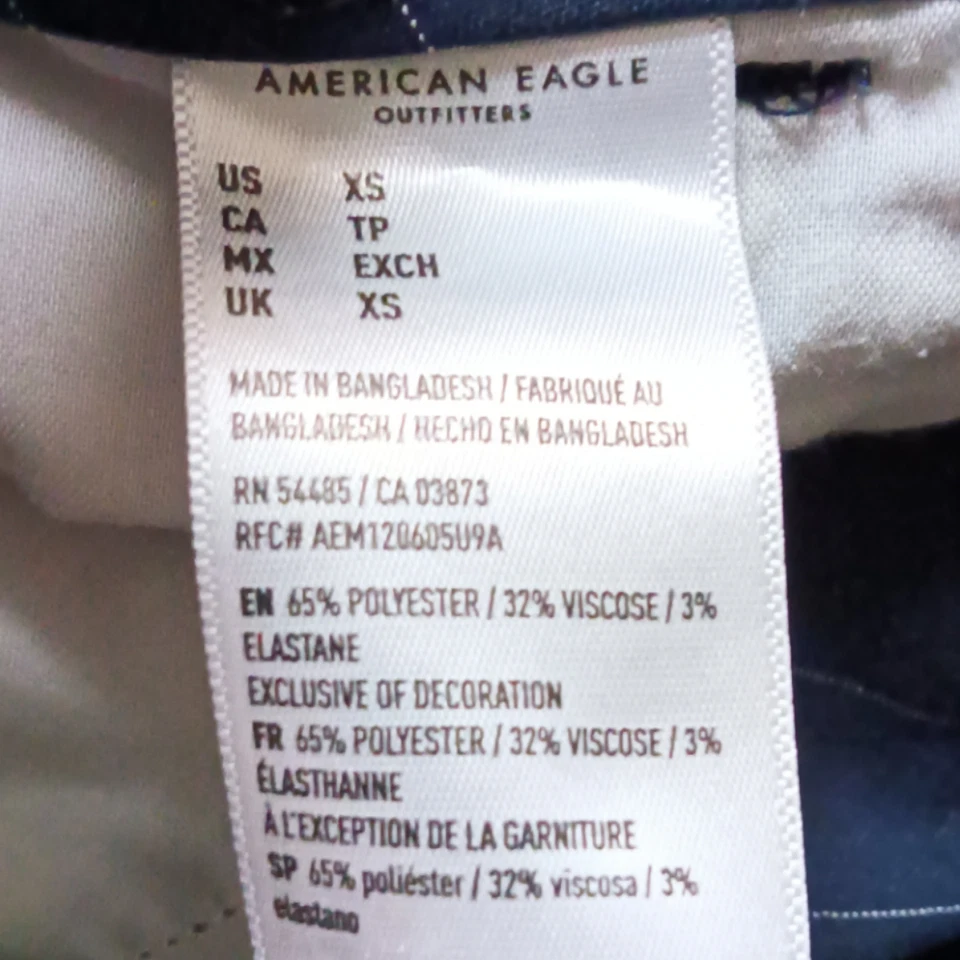 AMERICAN EAGLE
OUTFITTERS
US XS
CA TP
MX EXCH
UK XS
MADE IN BANGLADESH / FABRIQUÉ AU
BANGLADESH / HECHO EN BANGLADESH
RN 54485 / CA 03873
RFC# AEM120605U9A
EN 65% POLYESTER / 32% VISCOSE / 3%
ELASTANE
EXCLUSIVE OF DECORATION
FR 65% POLYESTER / 32% VISCOSE / 3%
ÉLASTHANNE
À L'EXCEPTION DE LA GARNITURE
SP 65% poliéster / 32% viscosa / 3%
elastano